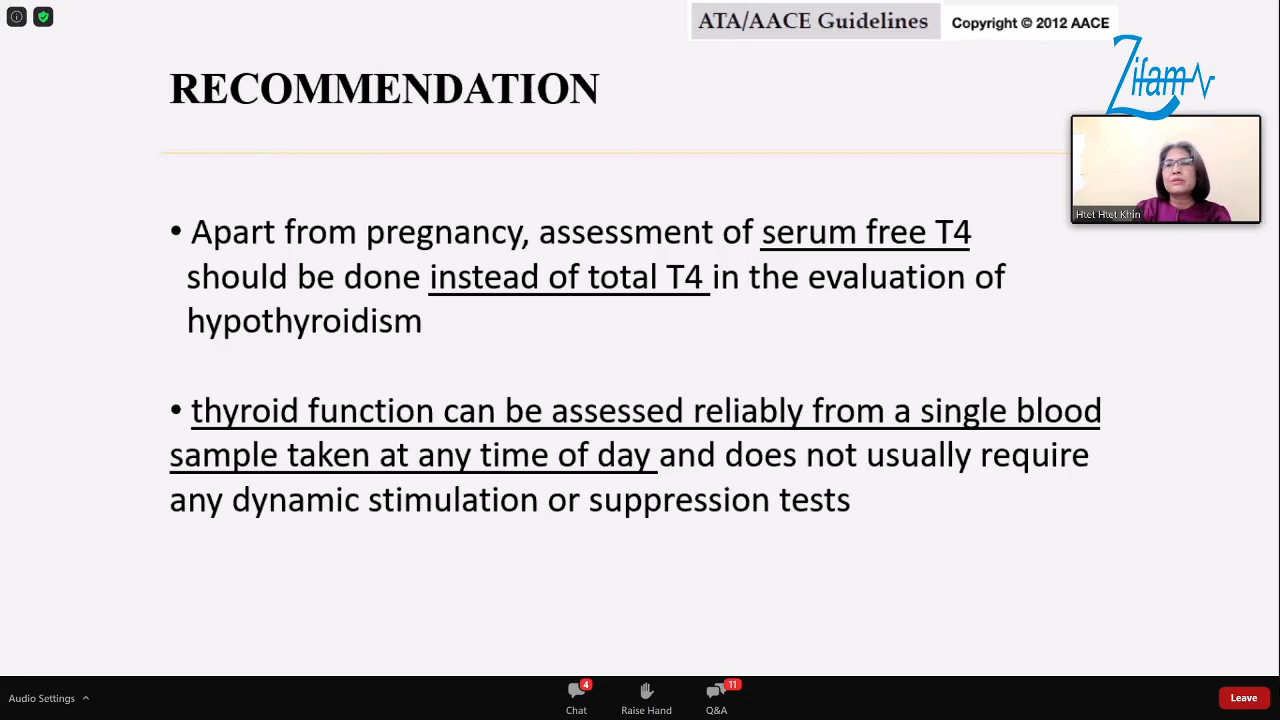 ATA/AACE Guidelines
Copyright © 2012 AACE
Zifam
RECOMMENDATION
Htet Htet Khin
• Apart from pregnancy, assessment of serum free T4
should be done instead of total T4 in the evaluation of
hypothyroidism
• thyroid function can be assessed reliably from a single blood
sample taken at any time of day and does not usually require
any dynamic stimulation or suppression tests
Audio Settings
4
Chat
Raise Hand
11
Q&A
Leave